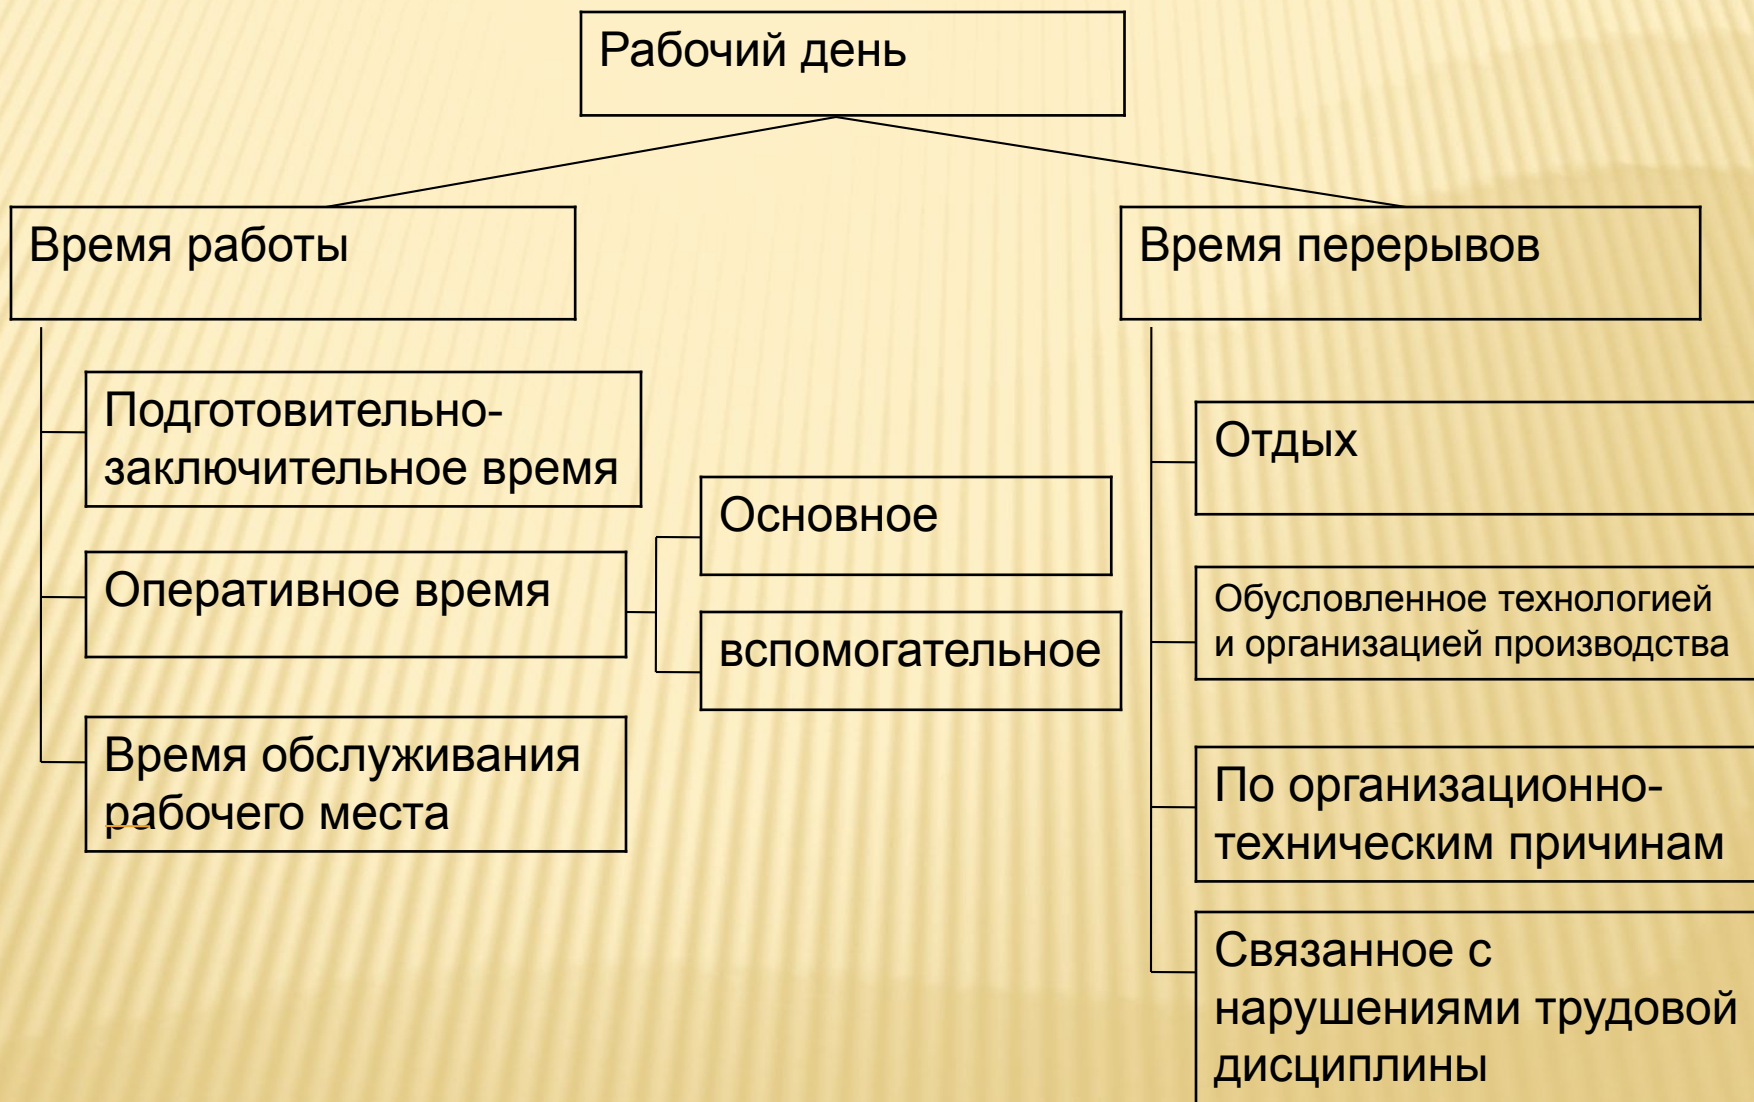 Рабочий день
Время работы
Время перерывов
Подготовительно-
заключительное время
Оперативное время
Время обслуживания
рабочего места
Основное
вспомогательное
Отдых
Обусловленное технологией
и организацией производства
По организационно-
техническим причинам
Связанное с
нарушениями трудовой
дисциплины